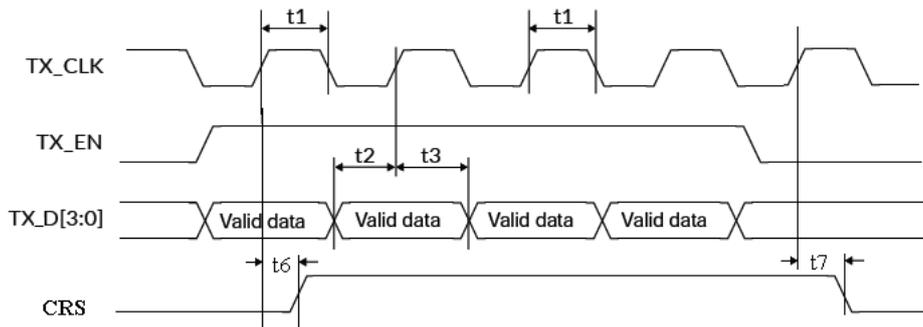 t1 t1
TX_CLK
TX_EN
t2 t3
TX_D[3:0] Valid data Valid data Valid data Valid data
t6 t7
CRS